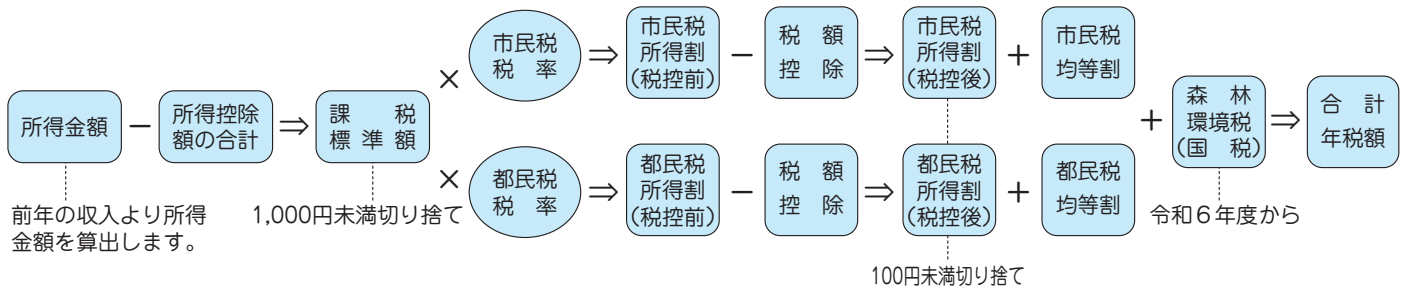 所得金額
−
所得控除
額の合計
⇒
課 税
標 準 額
×
市民税
税 率
⇒
市民税
所得割
(税控前)
−
税 額
控 除
⇒
市民税
所得割
(税控後)
+
市民税
均等割
×
都民税
税 率
⇒
都民税
所得割
(税控前)
−
税 額
控 除
⇒
都民税
所得割
(税控後)
+
都民税
均等割
+
森 林
環境税
(国 税)
⇒
合 計
年税額
前年の収入より所得
金額を算出します。
1,000円未満切り捨て
100円未満切り捨て
令和６年度から